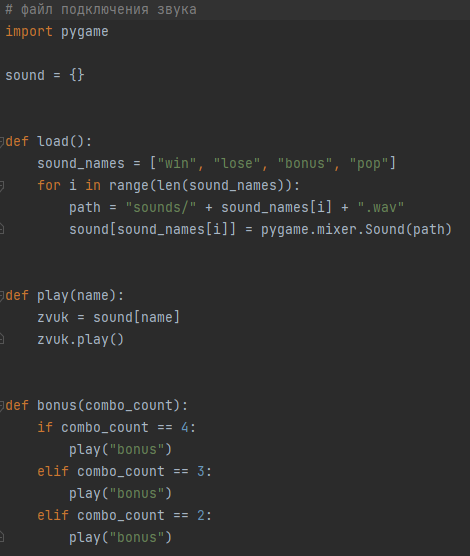 # файл подключения звука
import pygame
sound = {}
def load():
sound_names = ["win", "lose", "bonus", "pop"]
for i in range(len(sound_names)):
path = "sounds/" + sound_names[i] + ".wav"
sound[sound_names[i]] = pygame.mixer.Sound(path)
def play(name):
zvuk = sound[name]
zvuk.play()
def bonus(combo_count):
if combo_count == 4:
play("bonus")
elif combo_count == 3:
play("bonus")
elif combo_count == 2:
play("bonus")